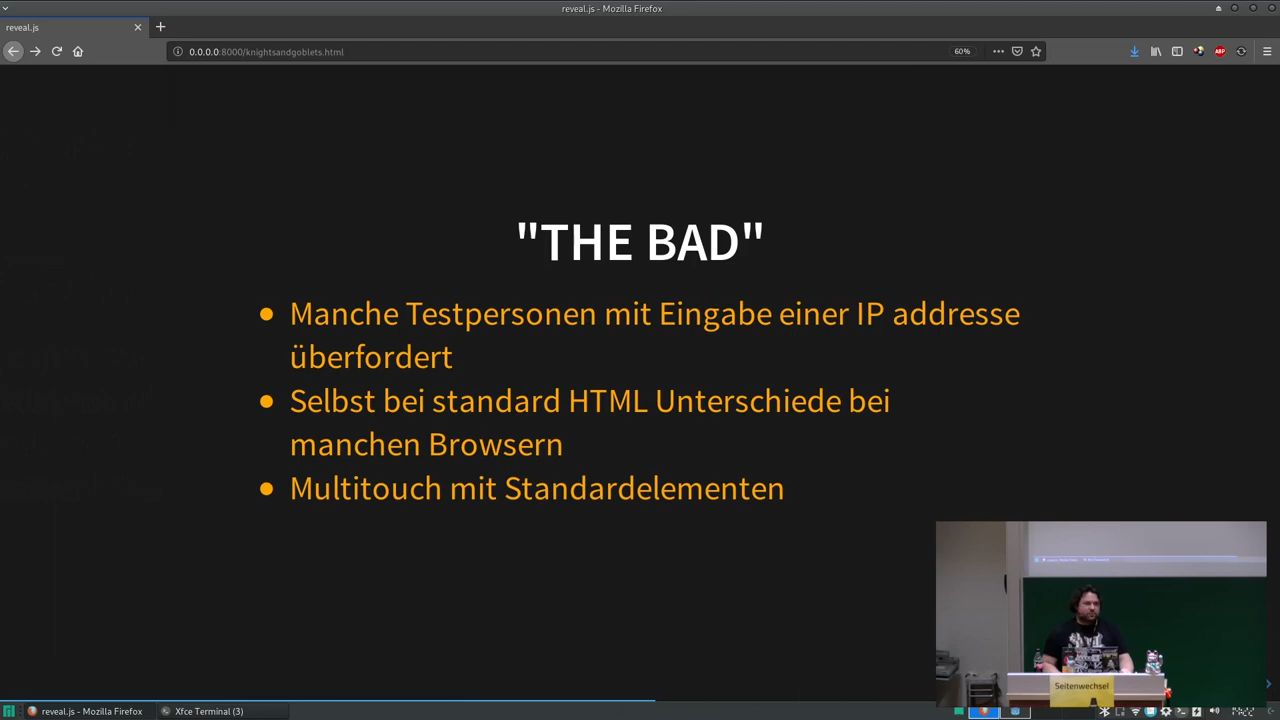 reveal.js - Mozilla Firefox
reveal.js
0.0.0.0:8000/knightsandgoblets.html
60%
ABP
"THE BAD"
Manche Testpersonen mit Eingabe einer IP addresse
überfordert
Selbst bei standard HTML Unterschiede bei
manchen Browsern
Multitouch mit Standardelementen
Seitenwechsel
reveal.js - Mozilla Firefox
Xfce Terminal (3)